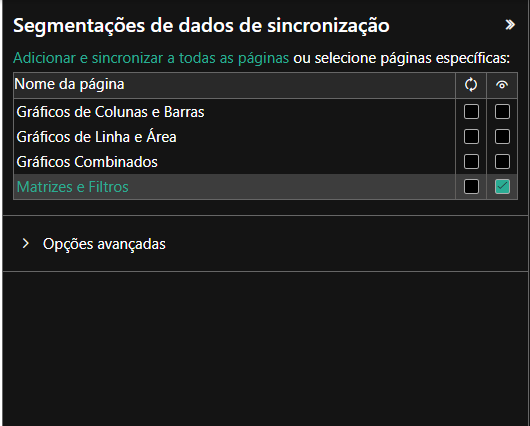 Segmentações de dados de sincronização
Adicionar e sincronizar a todas as páginas ou selecione páginas específicas:
Nome da página
Gráficos de Colunas e Barras
Gráficos de Linha e Área
Gráficos Combinados
Matrizes e Filtros
Opções avançadas